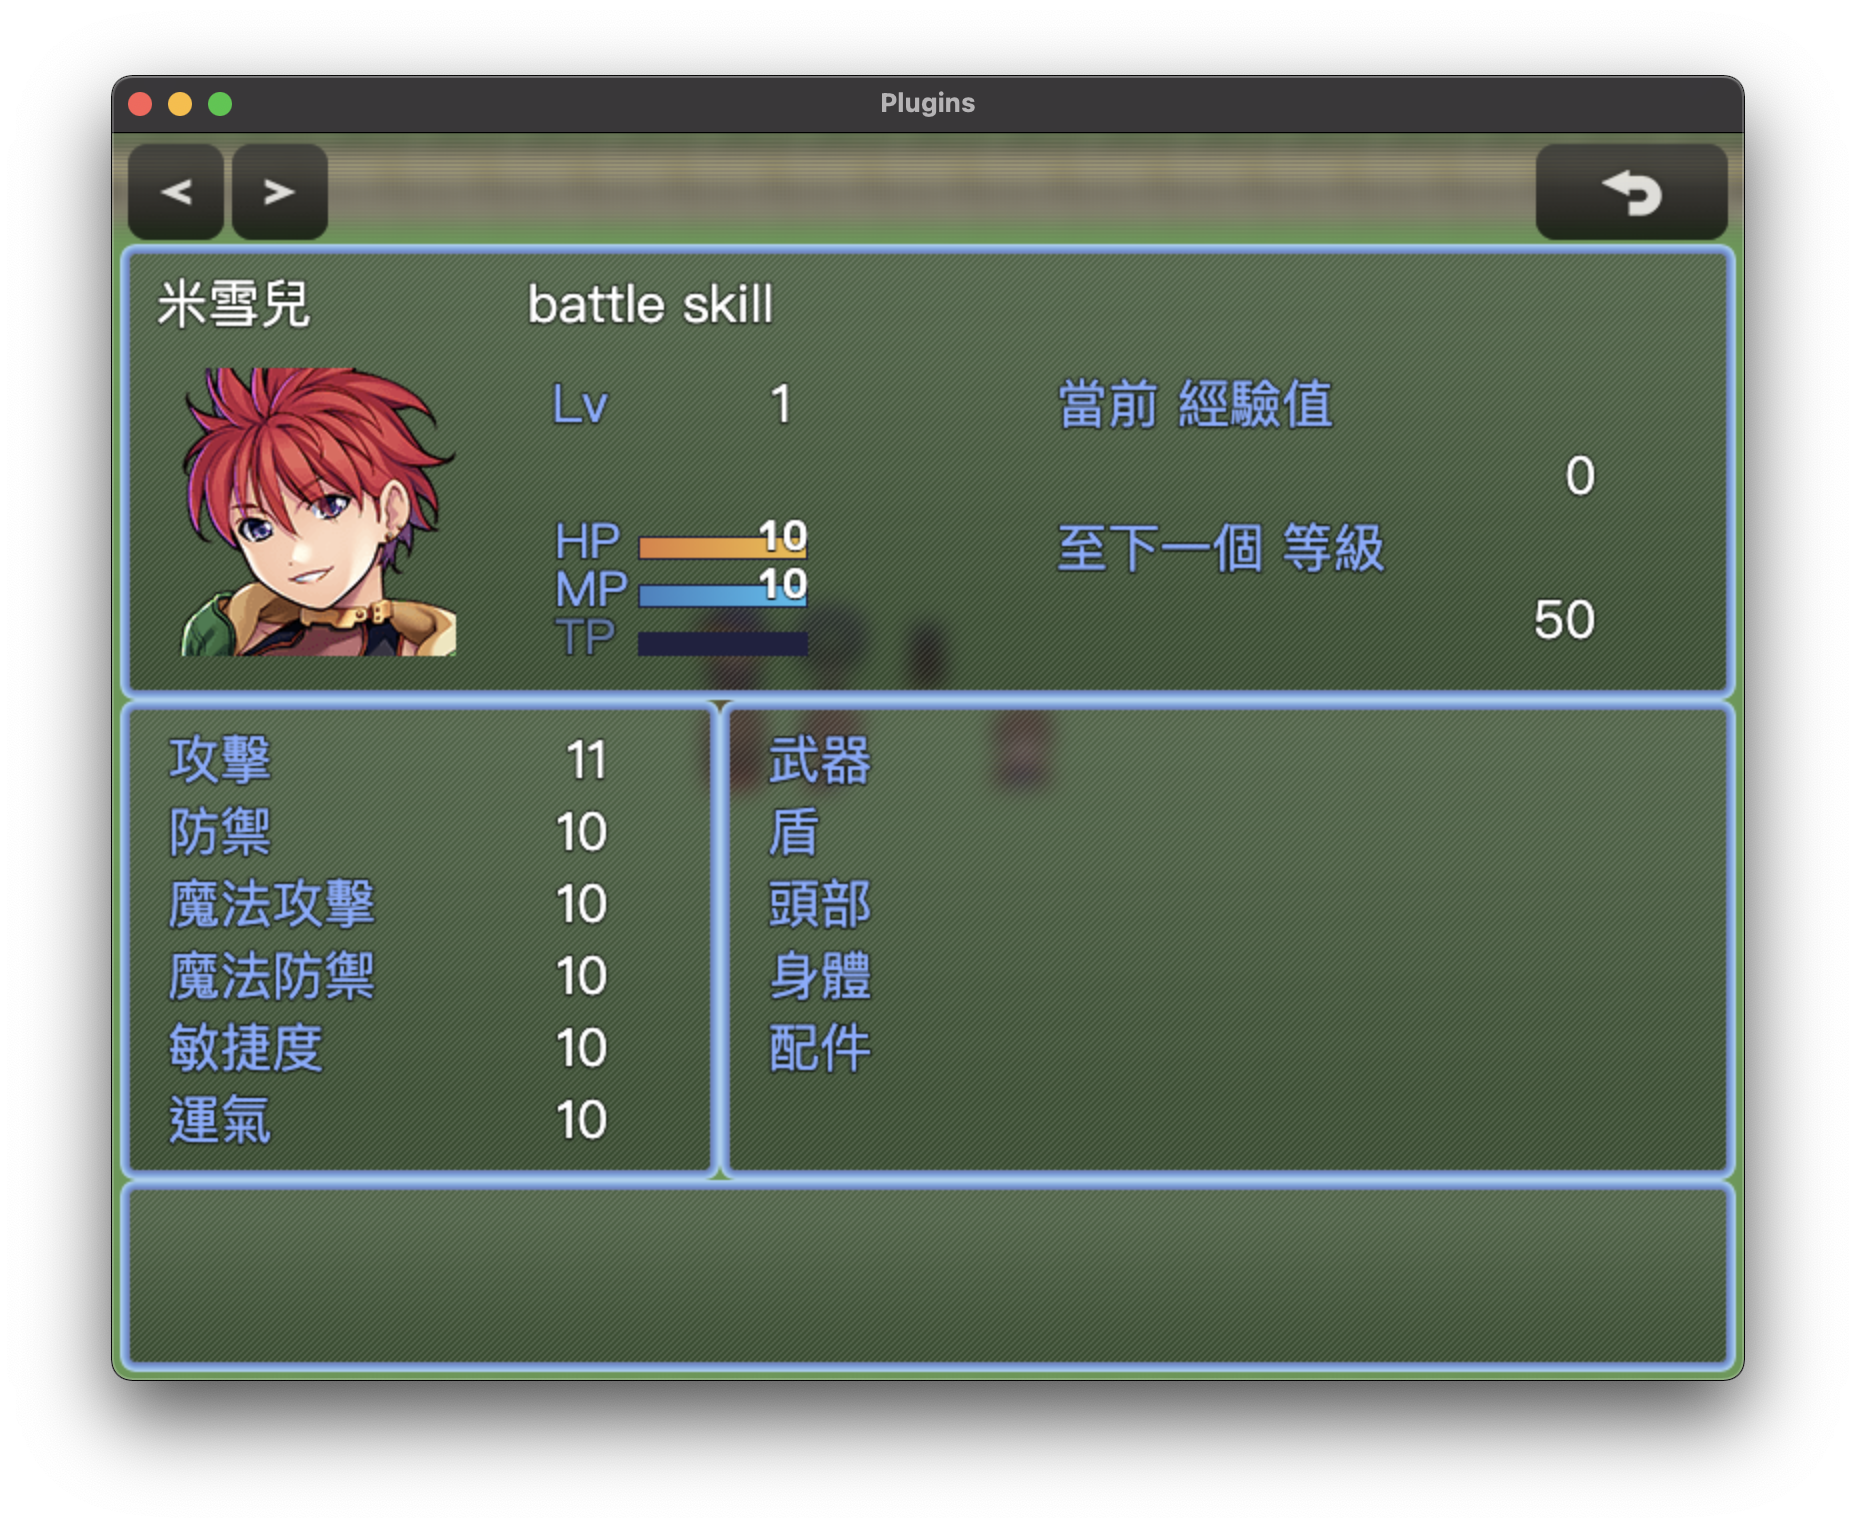 Plugins
< >
米雪兒 battle skill
Lv 1 當前 經驗值
0
HP 10 至下一個 等級
MP 10
TP 50
攻擊 11 武器
防禦 10 盾
魔法攻擊 10 頭部
魔法防禦 10 身體
敏捷度 10 配件
運氣 10